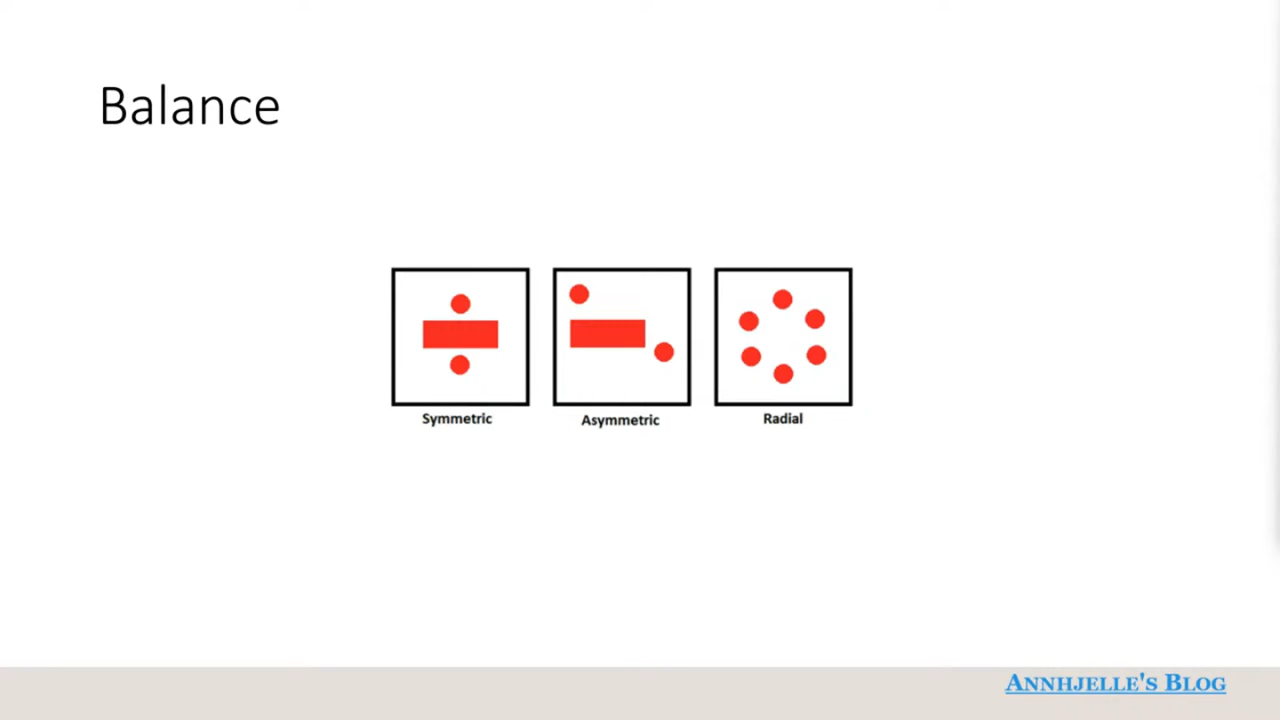 Balance
Symmetric
Asymmetric
Radial
Annhjelle's Blog